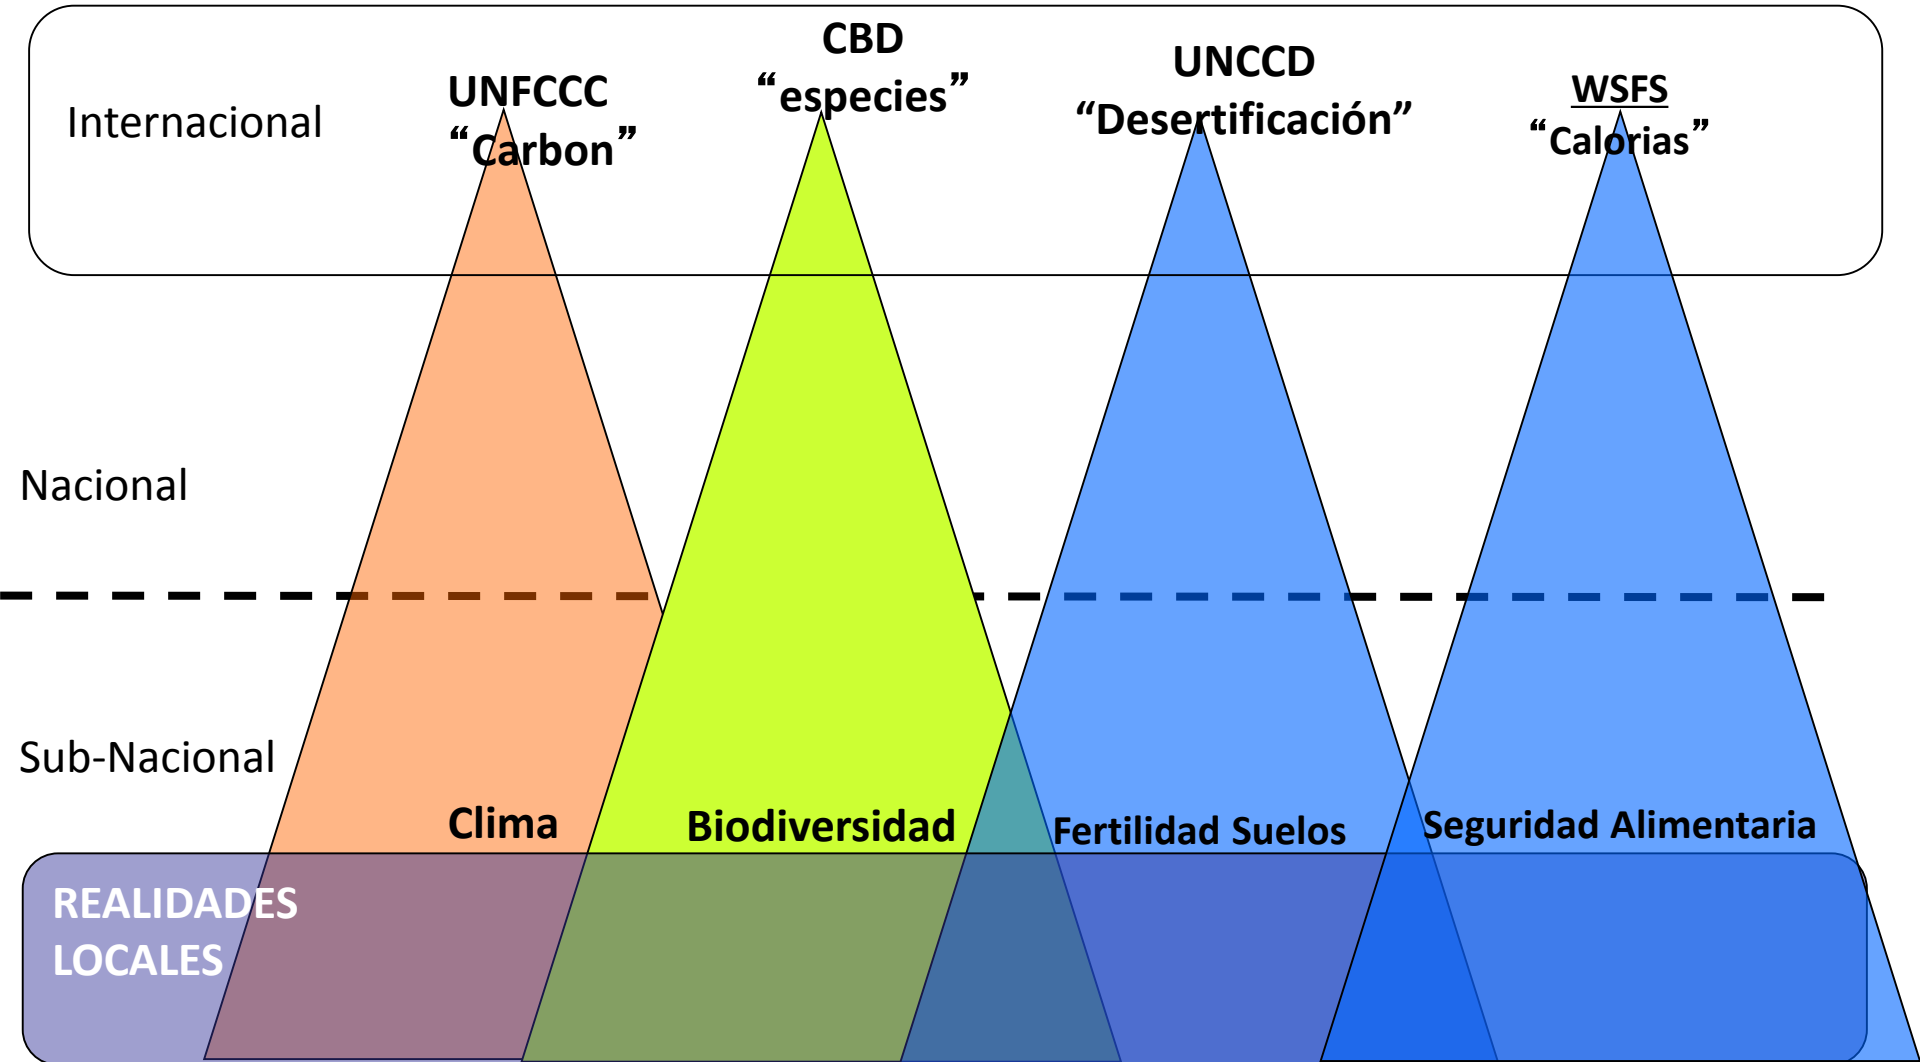 Internacional
UNFCCC
“Carbon”
CBD
“especies”
UNCCD
“Desertificación”
WSFS
“Calorias”
Nacional
Sub-Nacional
Clima
Biodiversidad
Fertilidad Suelos
Seguridad Alimentaria
REALIDADES
LOCALES